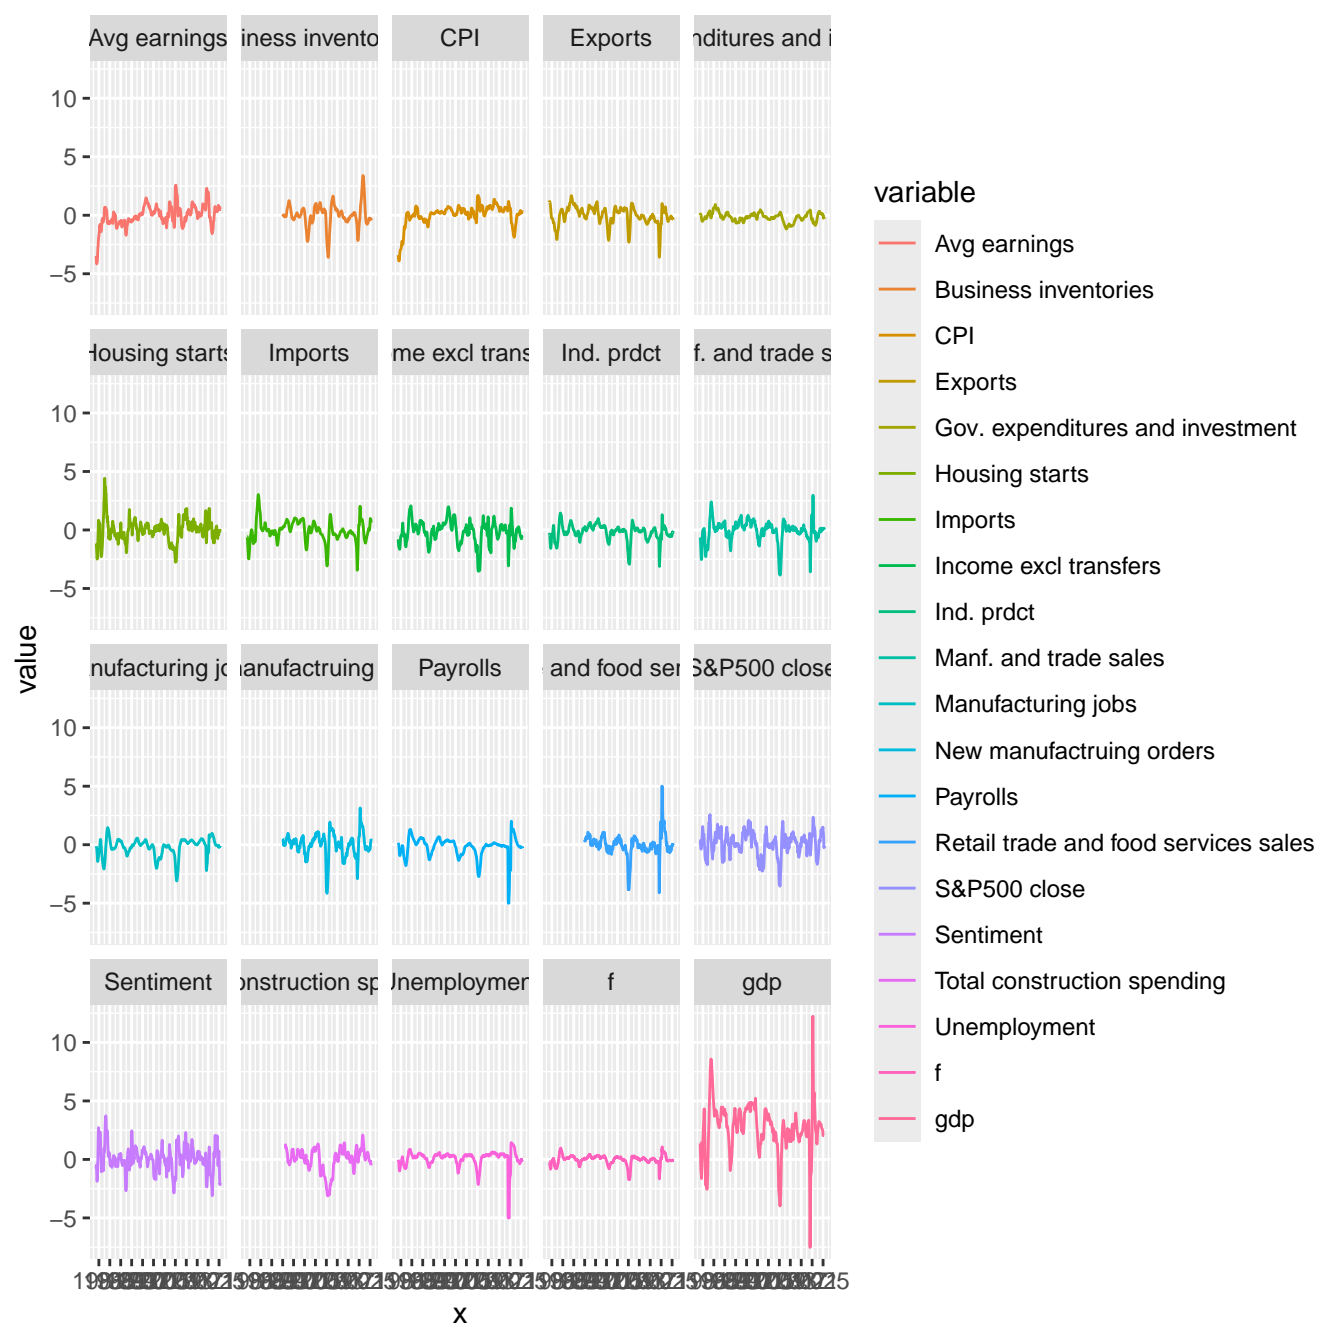 Avg earnings
iness invento
CPI
Exports
nditures and i
10
5
0
−5
Housing starts
Imports
me excl trans
Ind. prdct
f. and trade s
10
5
0
−5
nufacturing jo
anufactruing
Payrolls
and food ser
S&P500 close
10
5
0
−5
Sentiment
onstruction sp
Unemploymen
f
gdp
10
5
0
−5
value
x
variable
Avg earnings
Business inventories
CPI
Exports
Gov. expenditures and investment
Housing starts
Imports
Income excl transfers
Ind. prdct
Manf. and trade sales
Manufacturing jobs
New manufactruing orders
Payrolls
Retail trade and food services sales
S&P500 close
Sentiment
Total construction spending
Unemployment
f
gdp